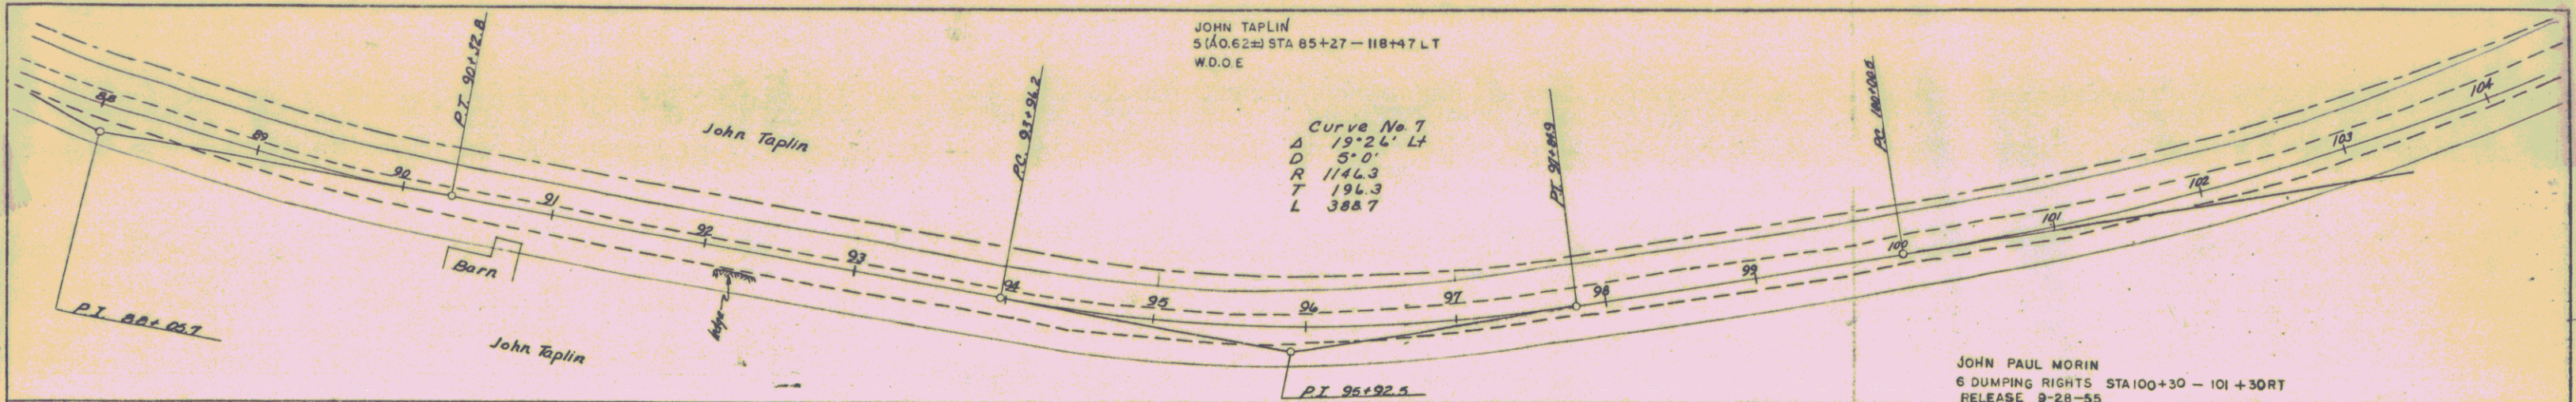 JOHN TAPLIN
5 (A0.62±) STA 85+27 — 118+47 LT
W.D.O.E
P.T. 90+52.8
P.C. 93+96.2
P.T. 97+84.9
P.C. 100+00.0
John Taplin
Curve No. 7
Δ 19°26' Lt
D 5°0'
R 1146.3
T 196.3
L 388.7
88
89
90
91
92
93
94
95
96
97
98
99
100
101
102
103
104
Barn
Ledge
P.I. 88+05.7
John Taplin
P.I. 95+92.5
JOHN PAUL MORIN
6 DUMPING RIGHTS STA 100+30 — 101+30 RT
RELEASE 9-28-55